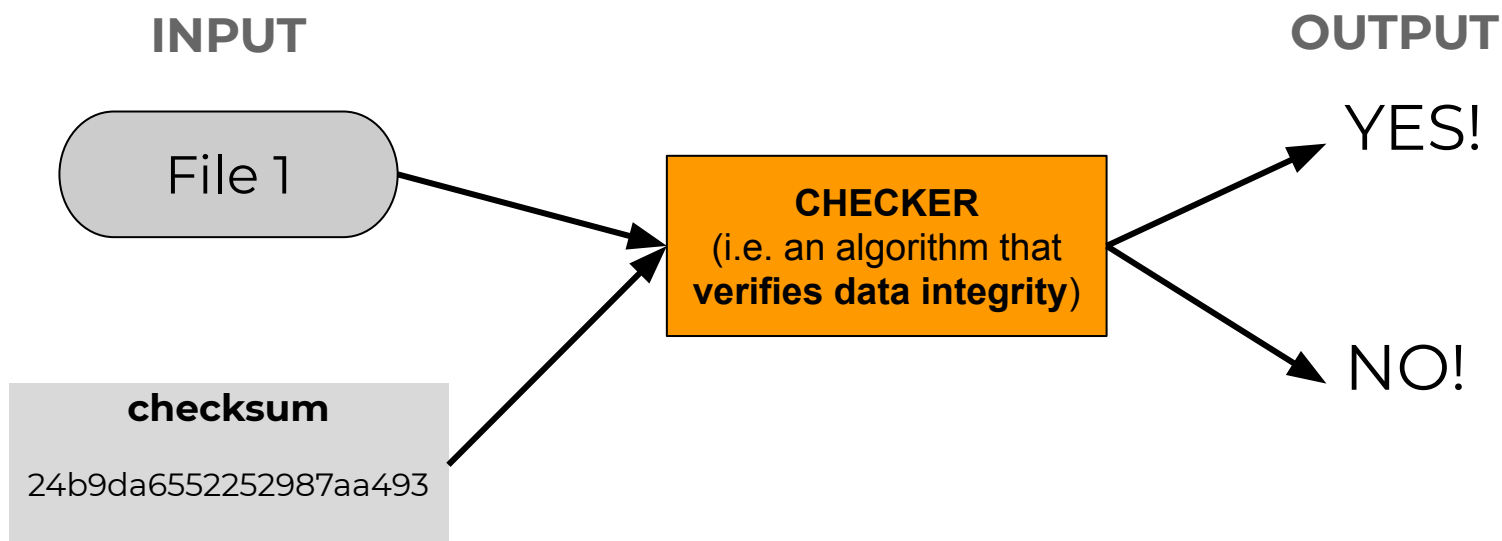 INPUT
OUTPUT
File 1
YES!
CHECKER
(i.e. an algorithm that
verifies data integrity)
NO!
checksum
24b9da6552252987aa493